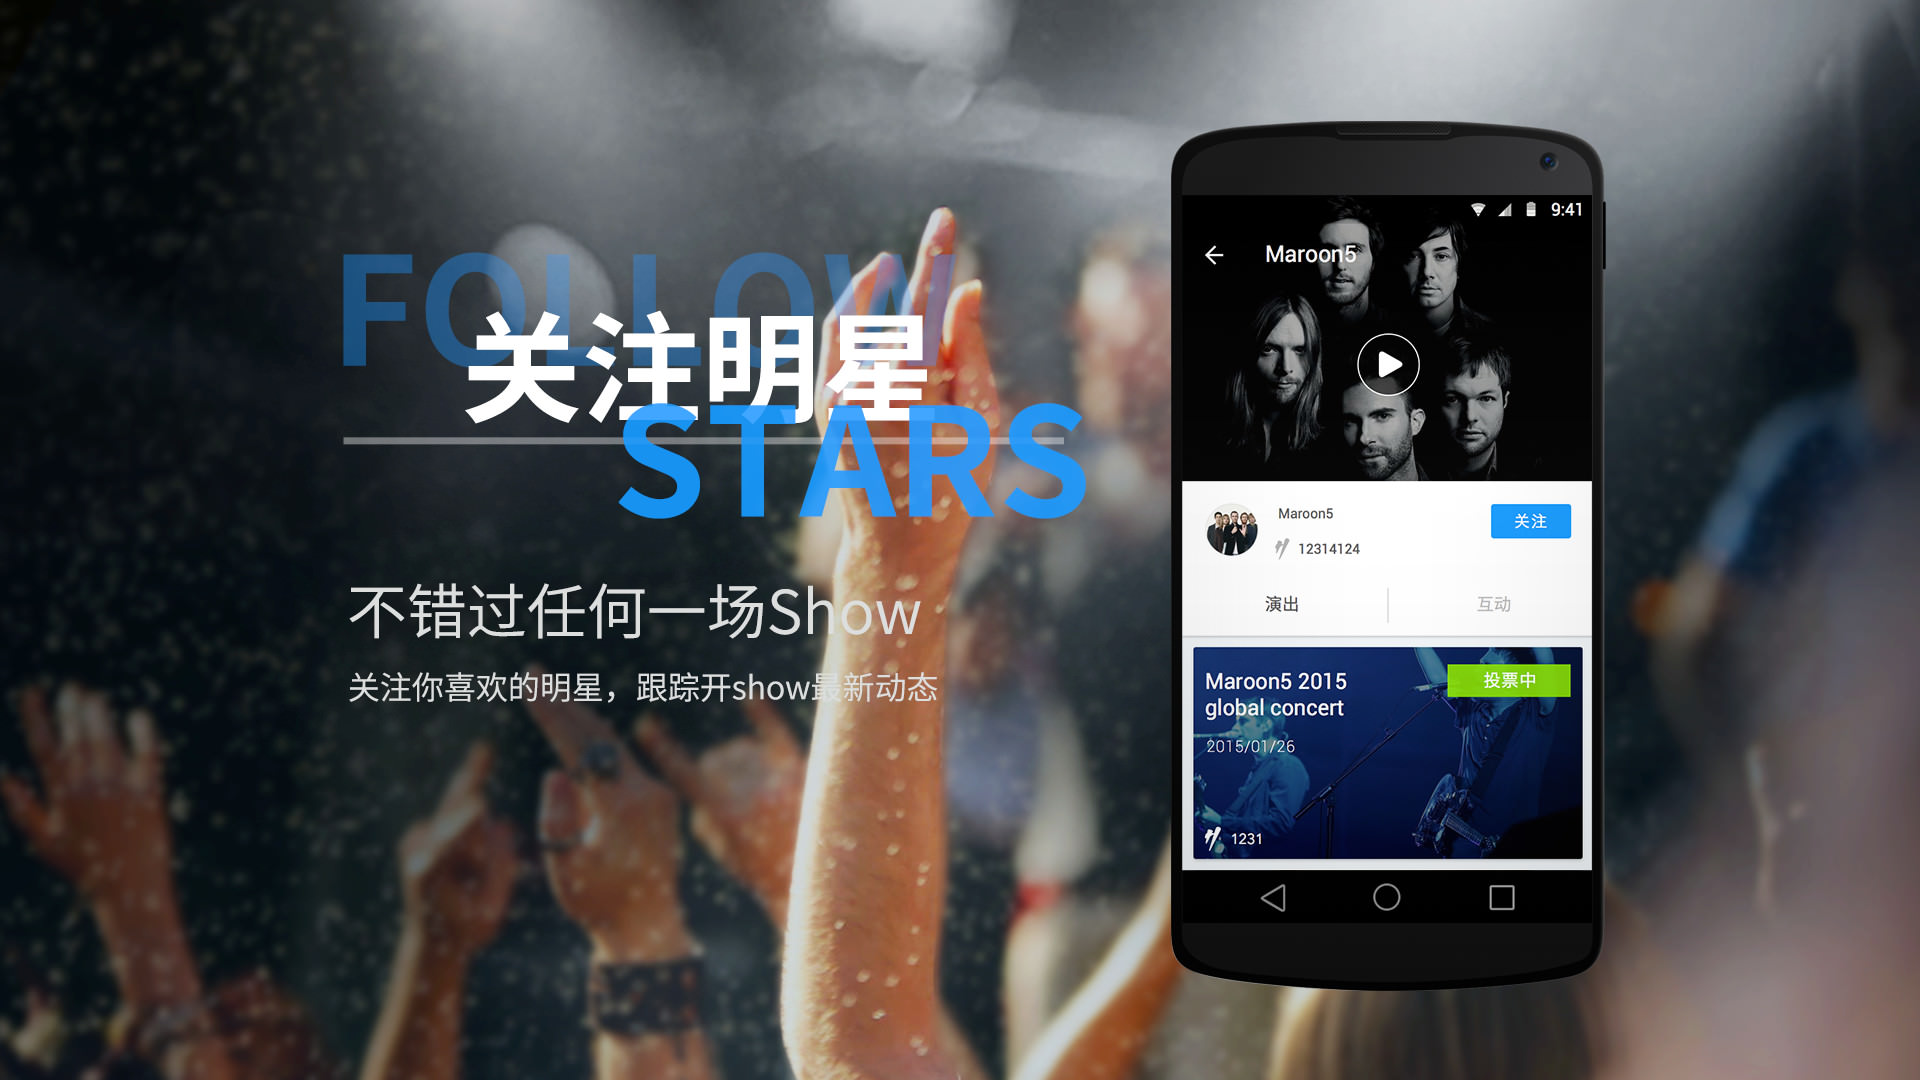 FOLLOW
关注明星
STARS
不错过任何一场Show
关注你喜欢的明星，跟踪开show最新动态
9:41
Maroon5
Maroon5
关注
12314124
演出
互动
Maroon5 2015
global concert
投票中
2015/01/26
1231